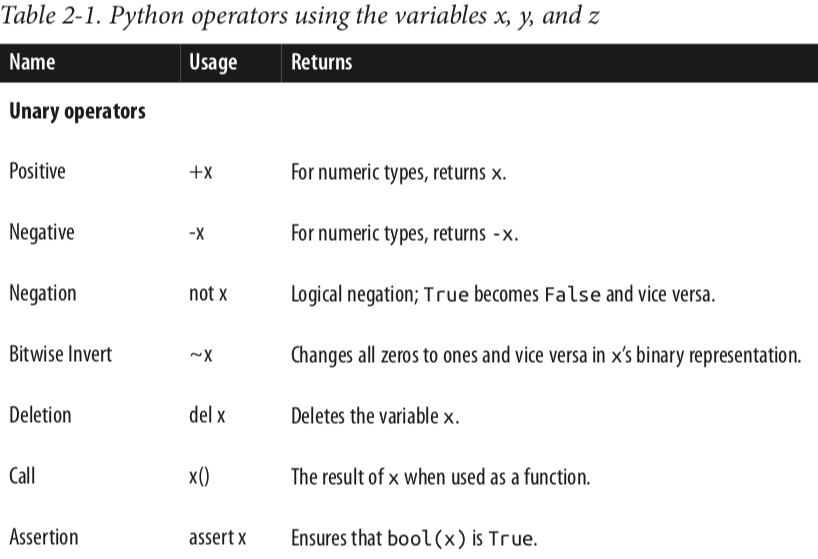 Table 2-1. Python operators using the variables x, y, and z
Name Usage Returns
Unary operators
Positive +x For numeric types, returns x.
Negative -x For numeric types, returns -x.
Negation not x Logical negation; True becomes False and vice versa.
Bitwise Invert ~x Changes all zeros to ones and vice versa in x’s binary representation.
Deletion del x Deletes the variable x.
Call x() The result of x when used as a function.
Assertion assert x Ensures that bool(x) is True.